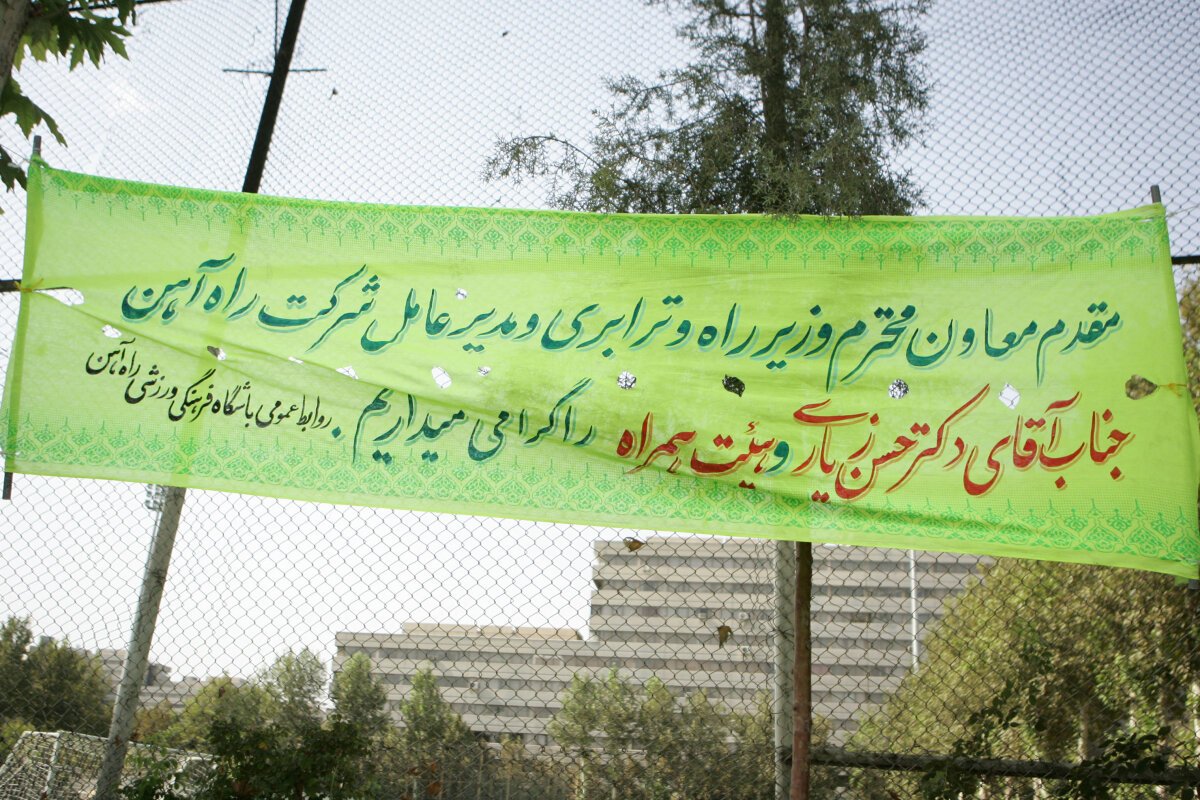 مقدم معاون محترم وزیر راه و ترابری و مدیر عامل شرکت راه آهن
جناب آقای دکتر حسن زیاری و هیئت همراه را گرامی میداریم .
روابط عمومی باشگاه فرهنگی ورزشی راه آهن